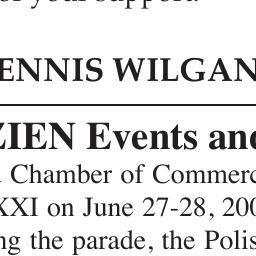 your support.
ENNIS WILGAN
ZIEN Events and
Chamber of Commerc
XXI on June 27-28, 200
ng the parade, the Polis